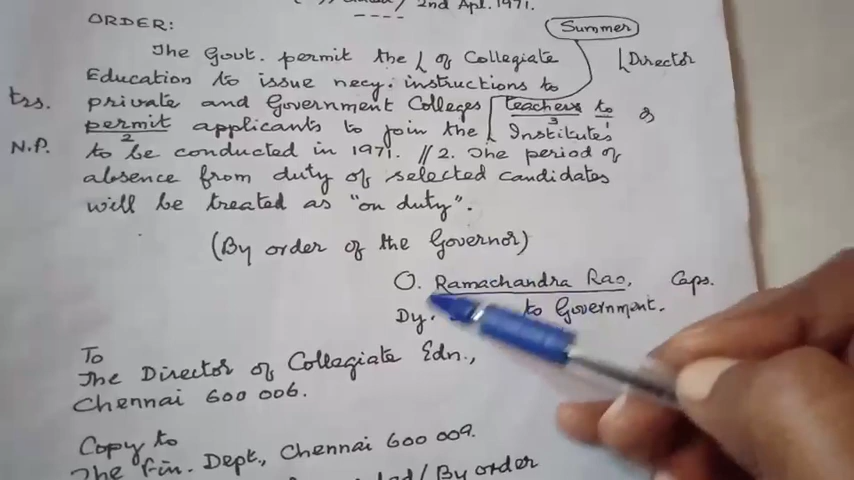 2nd Apl. 1971.
ORDER:
Summer
The Govt. permit the [ of Collegiate [Director
Education to issue necy. instructions to
trs. private and Government Colleges [teachers to
permit applicants to join the [ Institutes
3 1
2
N.P. to be conducted in 1971. //2. The period of
absence from duty of selected candidates
will be treated as "on duty".
(By order of the Governor)
O. Ramachandra Rao, Caps.
Dy. to Government.
To
The Director of Collegiate Edn.,
Chennai 600 006.
Copy to
The Fin. Dept., Chennai 600 009.
/By order